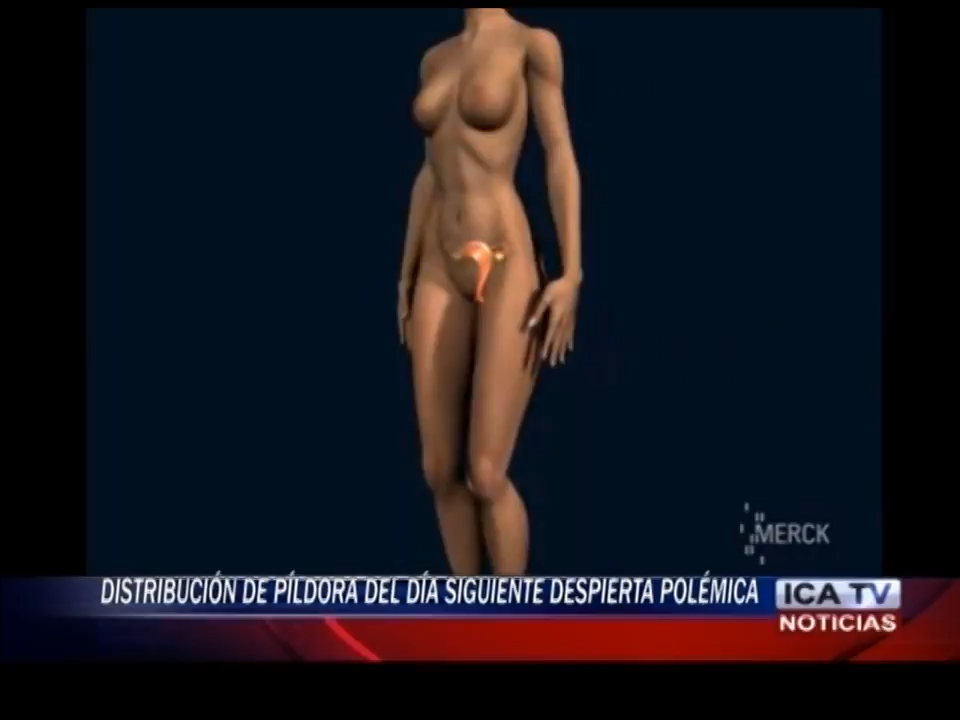 MERCK
DISTRIBUCIÓN DE PÍLDORA DEL DÍA SIGUIENTE DESPIERTA POLÉMICA
ICA TV
NOTICIAS